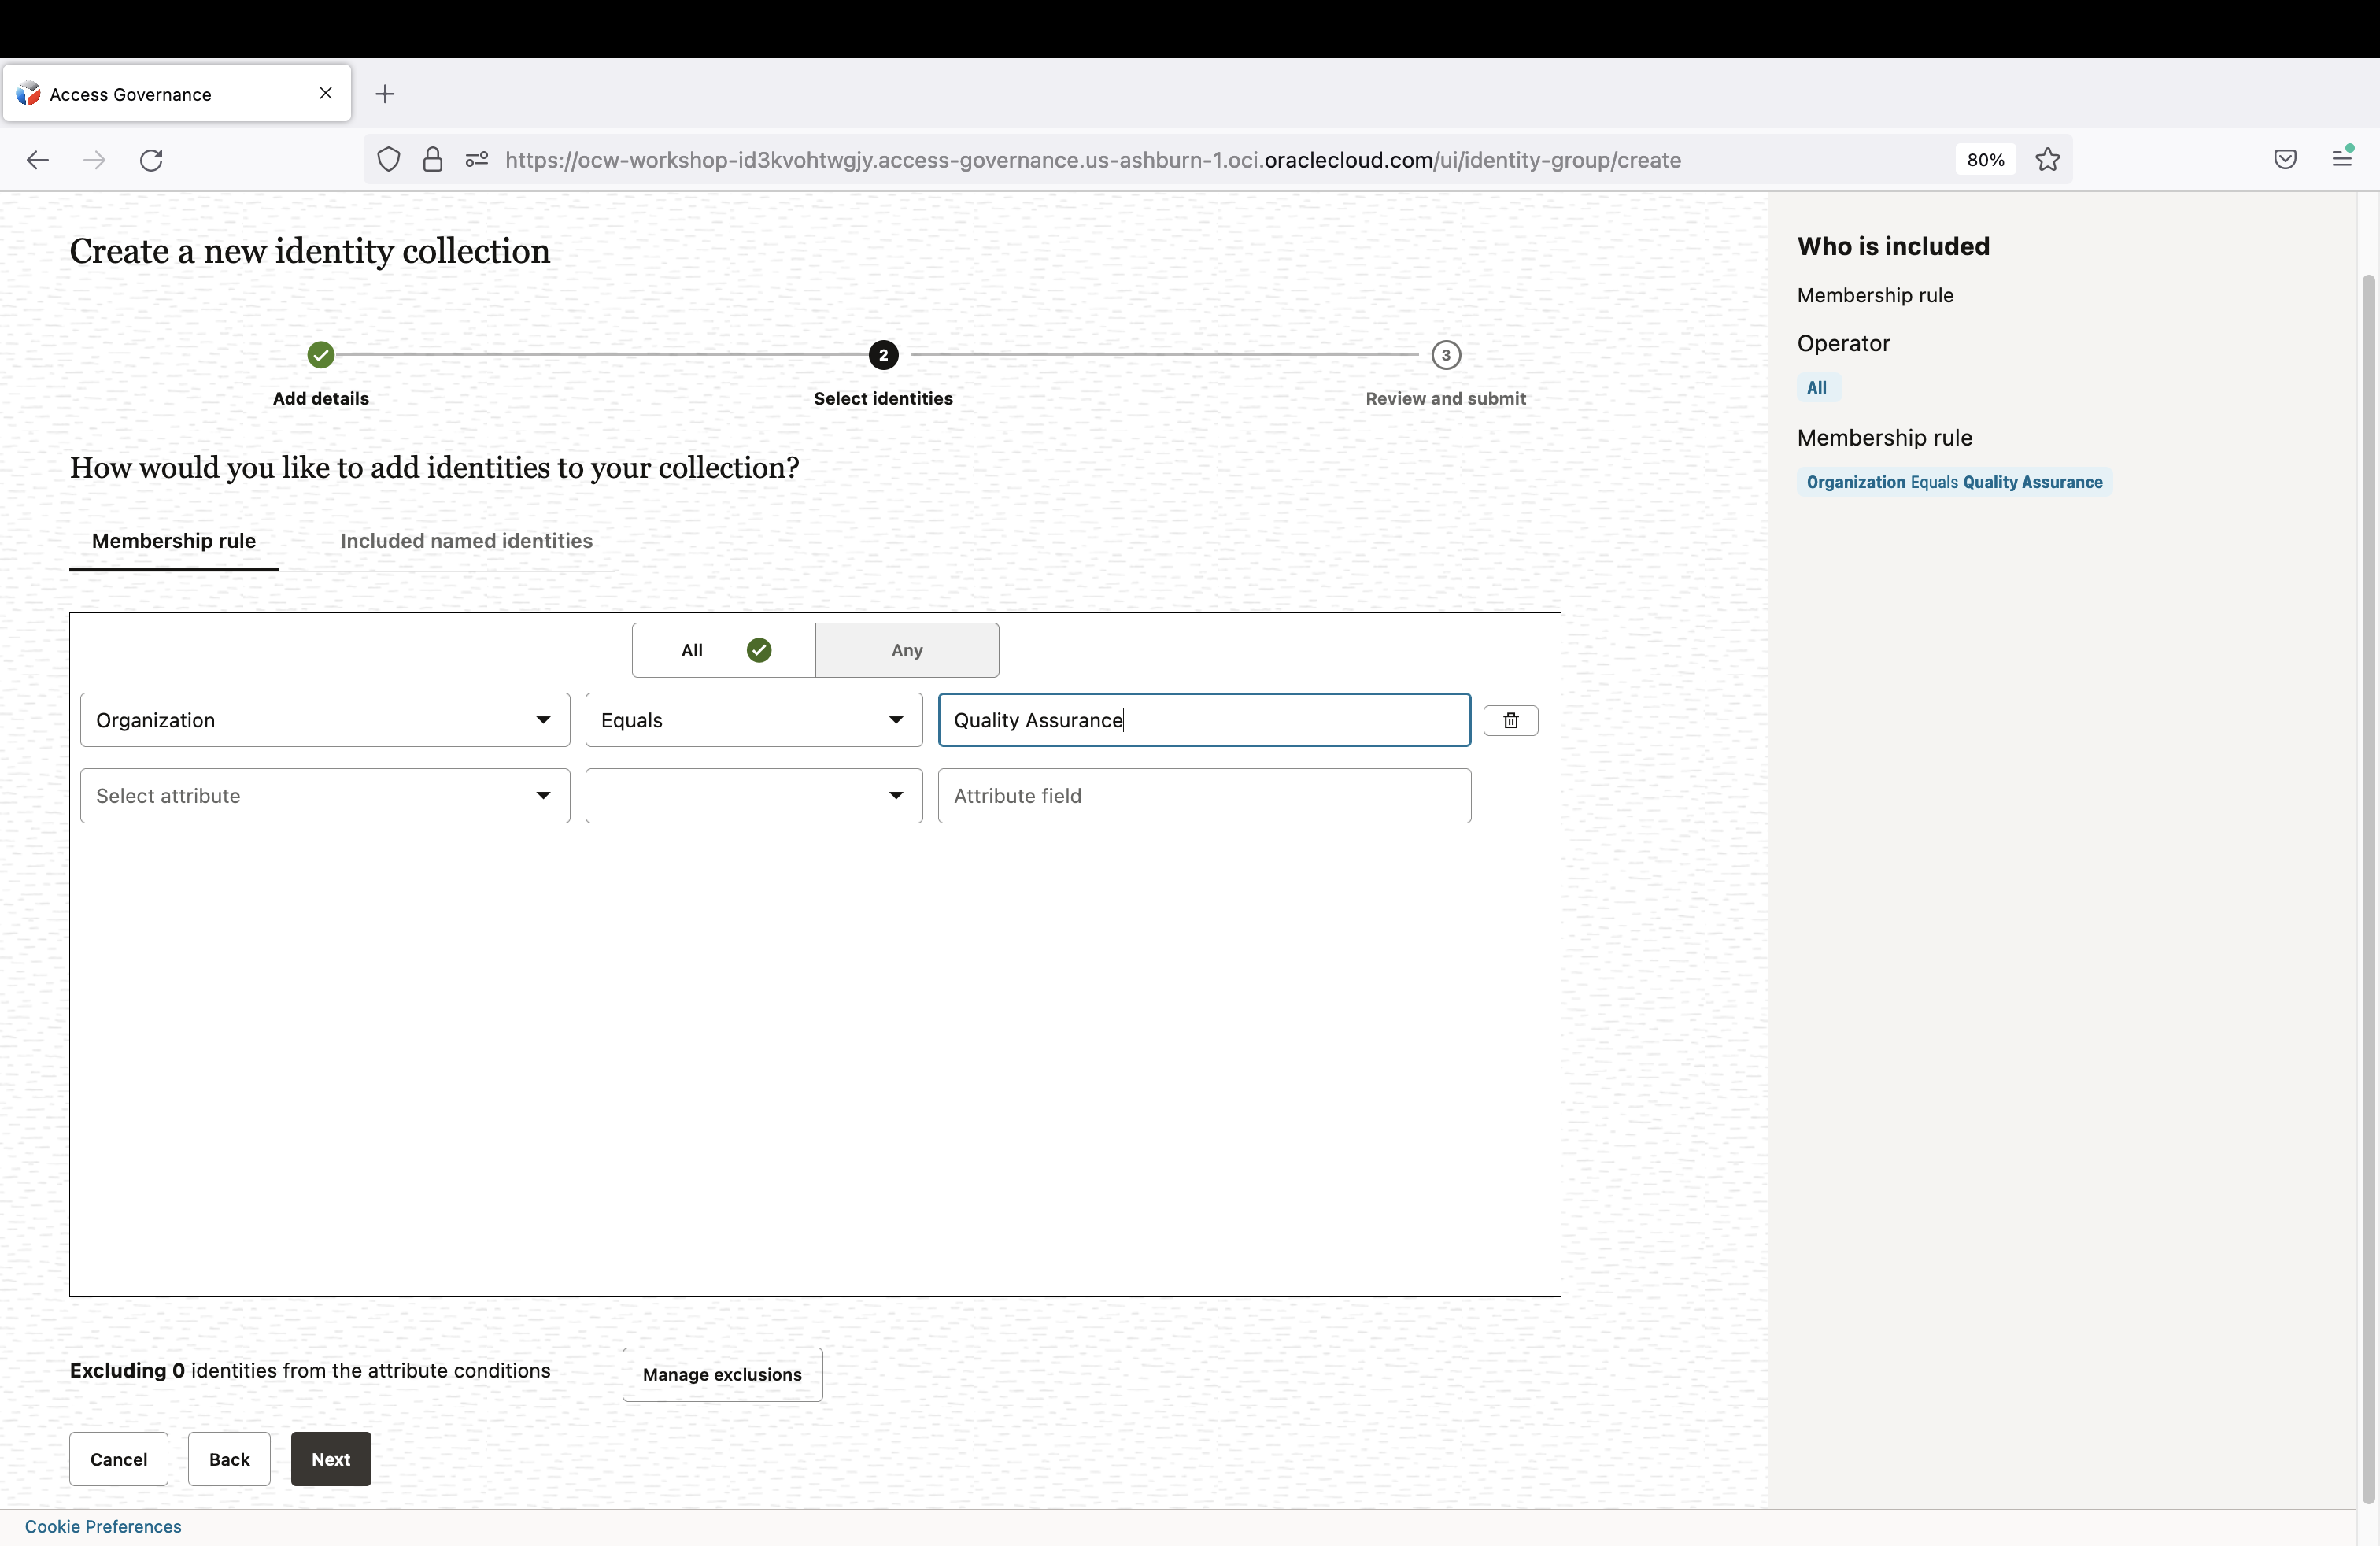 Access Governance
https://ocw-workshop-id3kvohtwgjy.access-governance.us-ashburn-1.oci.oraclecloud.com/ui/identity-group/create
80%
Create a new identity collection
2
3
Add details
Select identities
Review and submit
How would you like to add identities to your collection?
Membership rule
Included named identities
All
Any
Organization
Equals
Quality Assurance
Select attribute
Attribute field
Excluding 0 identities from the attribute conditions
Manage exclusions
Cancel
Back
Next
Who is included
Membership rule
Operator
All
Membership rule
Organization Equals Quality Assurance
Cookie Preferences